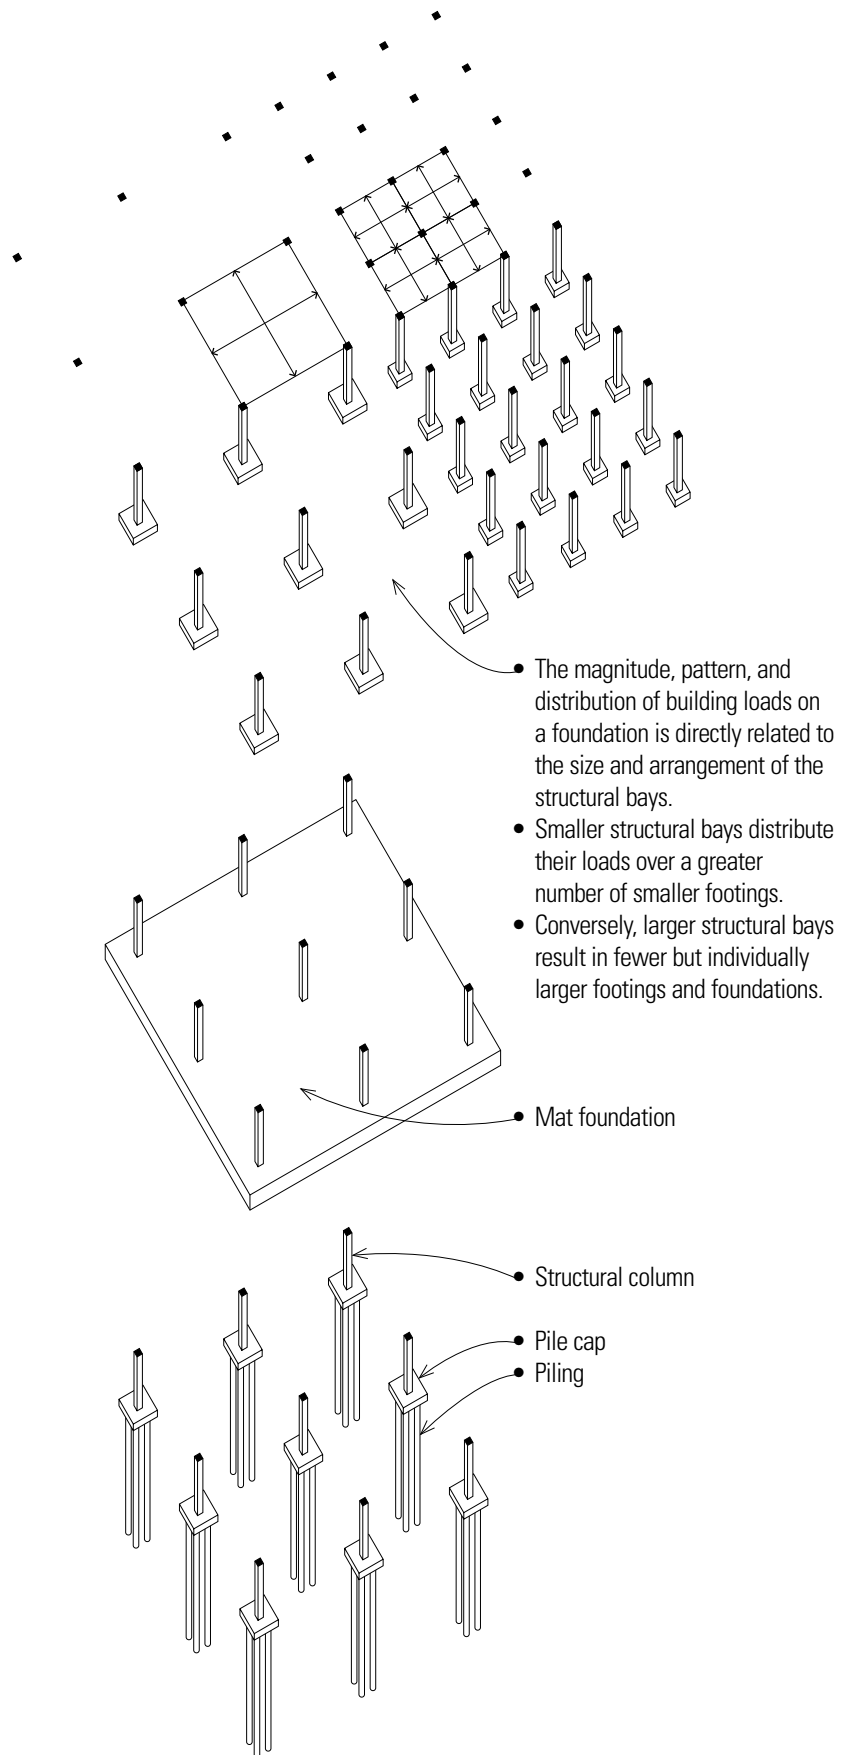 • The magnitude, pattern, and
distribution of building loads on
a foundation is directly related to
the size and arrangement of the
structural bays.
• Smaller structural bays distribute
their loads over a greater
number of smaller footings.
• Conversely, larger structural bays
result in fewer but individually
larger footings and foundations.
• Mat foundation
• Structural column
• Pile cap
• Piling